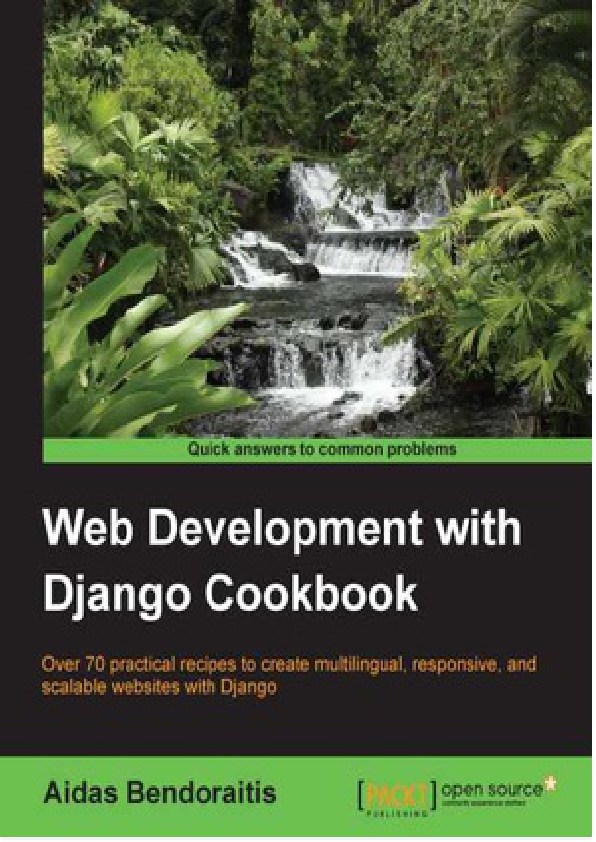 Quick answers to common problems
Web Development with
Django Cookbook
Over 70 practical recipes to create multilingual, responsive, and
scalable websites with Django
Aidas Bendoraitis
[PACKT] open source*
PUBLISHING